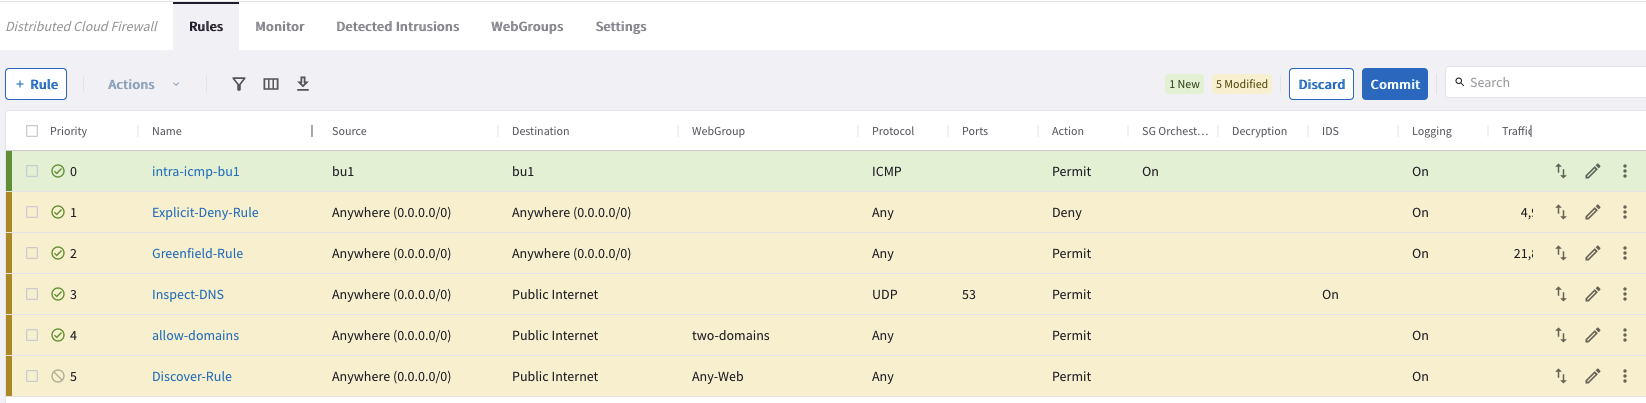 Distributed Cloud Firewall Rules Monitor Detected Intrusions WebGroups Settings
+ Rule Actions 1 New 5 Modified Discard Commit Search
Priority Name Source Destination WebGroup Protocol Ports Action SG Orchest... Decryption IDS Logging Traffic
0 intra-icmp-bu1 bu1 bu1 ICMP Permit On On
1 Explicit-Deny-Rule Anywhere (0.0.0.0/0) Anywhere (0.0.0.0/0) Any Deny On
2 Greenfield-Rule Anywhere (0.0.0.0/0) Anywhere (0.0.0.0/0) Any Permit On
3 Inspect-DNS Anywhere (0.0.0.0/0) Public Internet UDP 53 Permit On
4 allow-domains Anywhere (0.0.0.0/0) Public Internet two-domains Any Permit On
5 Discover-Rule Anywhere (0.0.0.0/0) Public Internet Any-Web Any Permit On